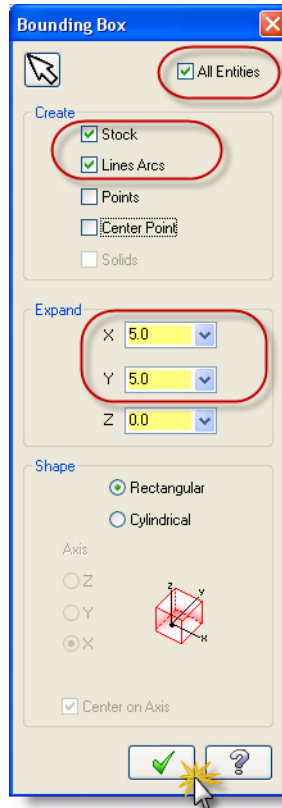 Bounding Box
All Entities
Create
Stock
Lines Arcs
Points
Center Point
Solids
Expand
X 5.0
Y 5.0
Z 0.0
Shape
Rectangular
Cylindrical
Axis
Z
Y
X
z
y
x
Center on Axis
?